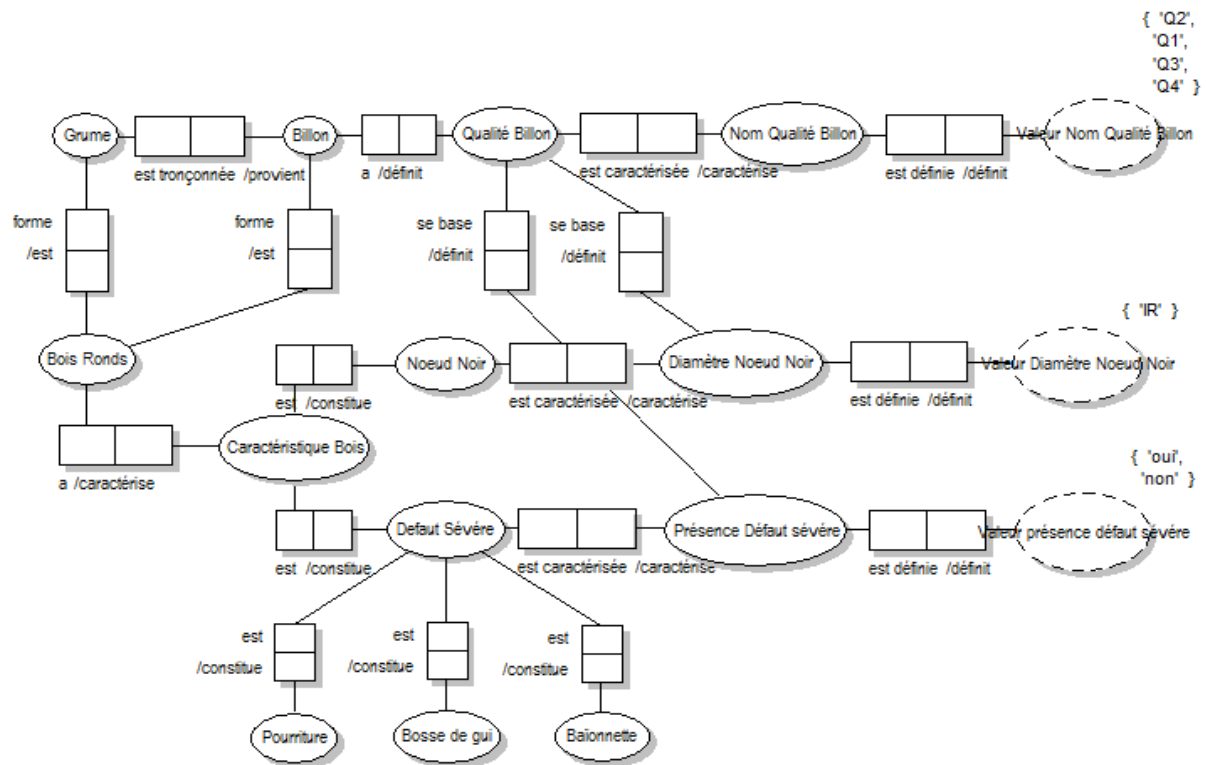 { 'Q2',
'Q1',
'Q3',
'Q4' }
Grume
Billon
Qualité Billon
Nom Qualité Billon
Valeur Nom Qualité Billon
est tronçonnée /provient
a /définit
est caractérisée /caractérise
est définie /définit
forme
/est
forme
/est
se base
/définit
se base
/définit
{ 'IR' }
Bois Ronds
Noeud Noir
Diamètre Noeud Noir
Valeur Diamètre Noeud Noir
est /constitue
est caractérisée /caractérise
est définie /définit
Caractéristique Bois
a /caractérise
{ 'oui',
'non' }
Defaut Sévére
Présence Défaut sévére
Valeur présence défaut sévére
est /constitue
est caractérisée /caractérise
est définie /définit
est
/constitue
est
/constitue
est
/constitue
Pourriture
Bosse de gui
Baïonnette